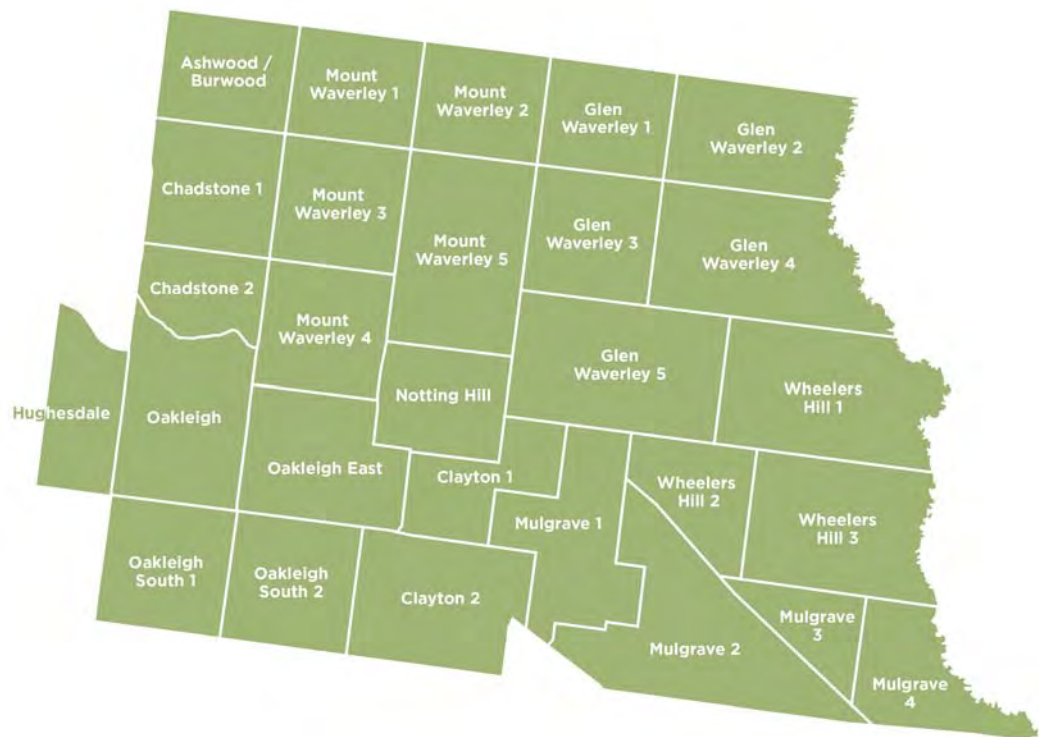 Ashwood /
Burwood
Mount
Waverley 1
Mount
Waverley 2
Glen
Waverley 1
Glen
Waverley 2
Chadstone 1
Mount
Waverley 3
Mount
Waverley 5
Glen
Waverley 3
Glen
Waverley 4
Chadstone 2
Mount
Waverley 4
Glen
Waverley 5
Wheelers
Hill 1
Hughesdale
Oakleigh
Notting Hill
Oakleigh East
Clayton 1
Mulgrave 1
Wheelers
Hill 2
Wheelers
Hill 3
Oakleigh
South 1
Oakleigh
South 2
Clayton 2
Mulgrave 2
Mulgrave
3
Mulgrave
4